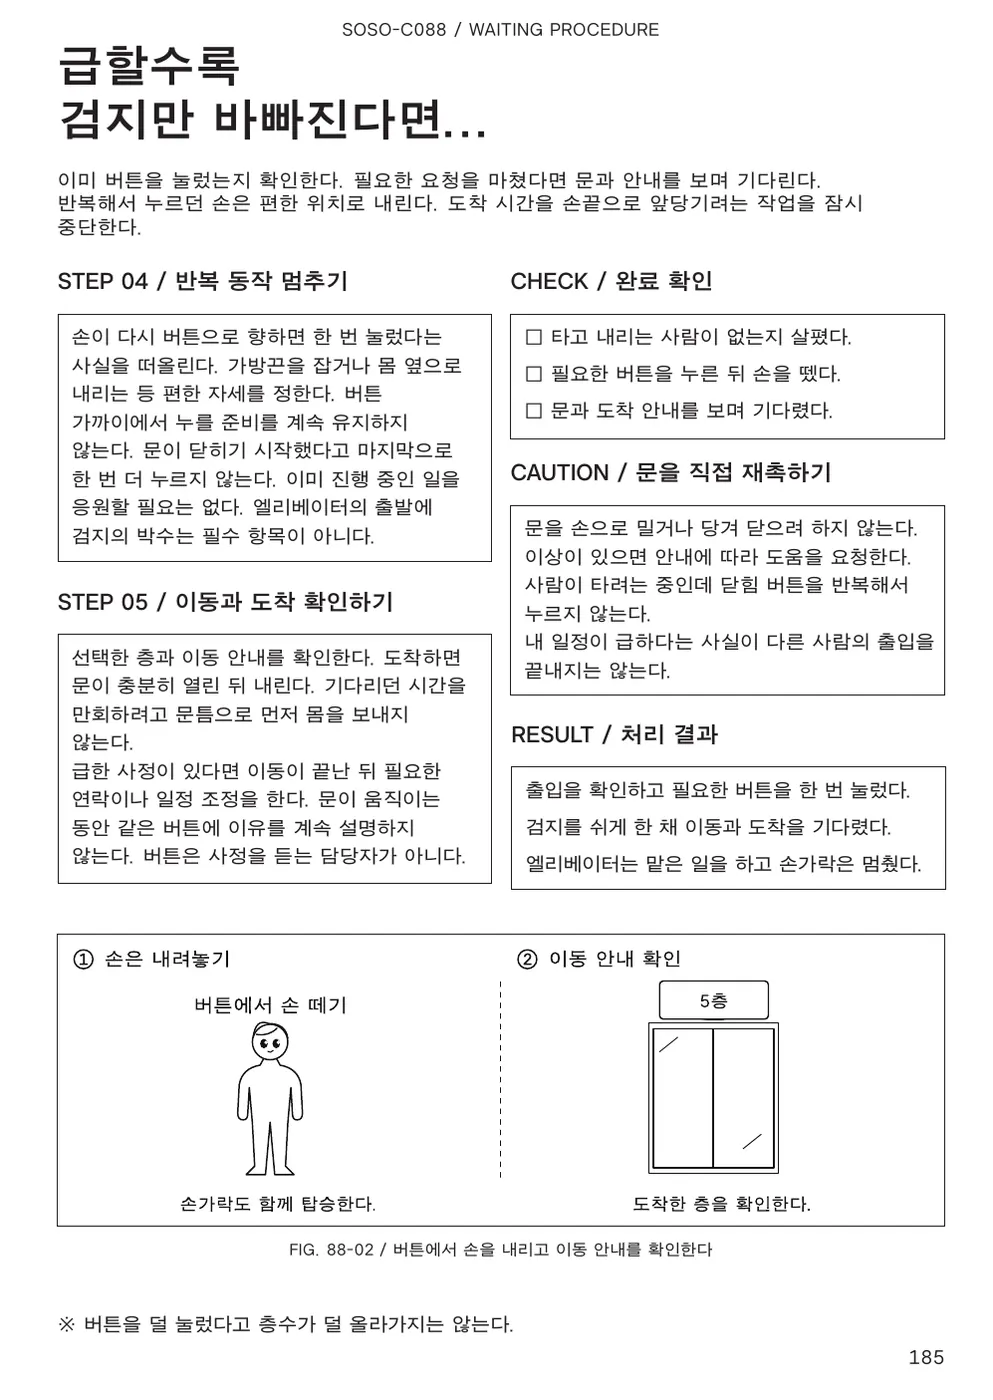 SOSO-C088 / WAITING PROCEDURE
급할수록
검지만 바빠진다면...
이미 버튼을 눌렀는지 확인한다. 필요한 요청을 마쳤다면 문과 안내를 보며 기다린다.
반복해서 누르던 손은 편한 위치로 내린다. 도착 시간을 손끝으로 앞당기려는 작업을 잠시
중단한다.
STEP 04 / 반복 동작 멈추기
손이 다시 버튼으로 향하면 한 번 눌렀다는
사실을 떠올린다. 가방끈을 잡거나 몸 옆으로
내리는 등 편한 자세를 정한다. 버튼
가까이에서 누를 준비를 계속 유지하지
않는다. 문이 닫히기 시작했다고 마지막으로
한 번 더 누르지 않는다. 이미 진행 중인 일을
응원할 필요는 없다. 엘리베이터의 출발에
검지의 박수는 필수 항목이 아니다.
STEP 05 / 이동과 도착 확인하기
선택한 층과 이동 안내를 확인한다. 도착하면
문이 충분히 열린 뒤 내린다. 기다리던 시간을
만회하려고 문틈으로 먼저 몸을 보내지
않는다.
급한 사정이 있다면 이동이 끝난 뒤 필요한
연락이나 일정 조정을 한다. 문이 움직이는
동안 같은 버튼에 이유를 계속 설명하지
않는다. 버튼은 사정을 듣는 담당자가 아니다.
CHECK / 완료 확인
□ 타고 내리는 사람이 없는지 살폈다.
□ 필요한 버튼을 누른 뒤 손을 뗐다.
□ 문과 도착 안내를 보며 기다렸다.
CAUTION / 문을 직접 재촉하기
문을 손으로 밀거나 당겨 닫으려 하지 않는다.
이상이 있으면 안내에 따라 도움을 요청한다.
사람이 타려는 중인데 닫힘 버튼을 반복해서
누르지 않는다.
내 일정이 급하다는 사실이 다른 사람의 출입을
끝내지는 않는다.
RESULT / 처리 결과
출입을 확인하고 필요한 버튼을 한 번 눌렀다.
검지를 쉬게 한 채 이동과 도착을 기다렸다.
엘리베이터는 맡은 일을 하고 손가락은 멈췄다.
① 손은 내려놓기
버튼에서 손 떼기
손가락도 함께 탑승한다.
② 이동 안내 확인
5층
도착한 층을 확인한다.
FIG. 88-02 / 버튼에서 손을 내리고 이동 안내를 확인한다
※ 버튼을 덜 눌렀다고 층수가 덜 올라가지는 않는다.
185